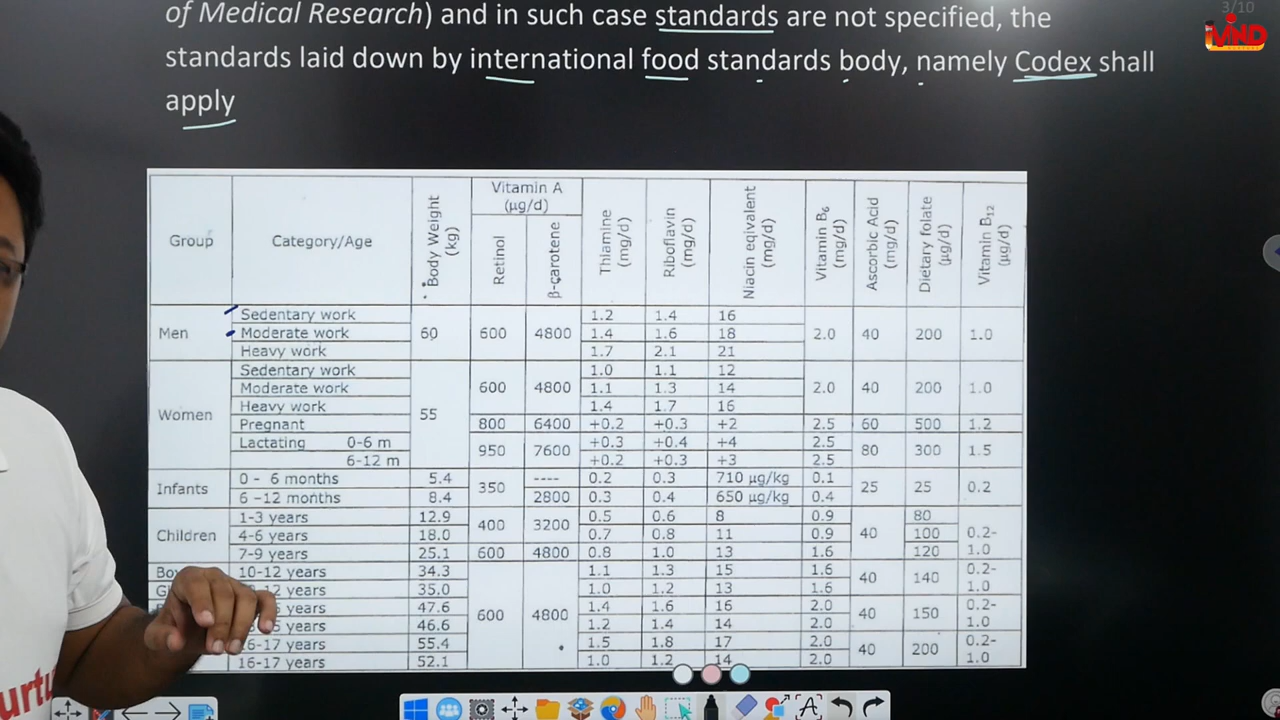 3/10
MIND
of Medical Research) and in such case standards are not specified, the
standards laid down by international food standards body, namely Codex shall
apply
Group Category/Age Body Weight (kg) Vitamin A (µg/d) Retinol β-carotene Thiamine (mg/d) Riboflavin (mg/d) Niacin eqivalent (mg/d) Vitamin B6 (mg/d) Ascorbic Acid (mg/d) Dietary folate (µg/d) Vitamin B12 (µg/d)
Men Sedentary work 60 600 4800 1.2 1.4 16 2.0 40 200 1.0
Moderate work 1.4 1.6 18
Heavy work 1.7 2.1 21
Women Sedentary work 55 600 4800 1.0 1.1 12 2.0 40 200 1.0
Moderate work 1.1 1.3 14
Heavy work 1.4 1.7 16
Pregnant 800 6400 +0.2 +0.3 +2 2.5 60 500 1.2
Lactating 0-6 m 950 7600 +0.3 +0.4 +4 2.5 80 300 1.5
6-12 m +0.2 +0.3 +3 2.5
Infants 0 - 6 months 5.4 350 ---- 0.2 0.3 710 µg/kg 0.1 25 25 0.2
6 -12 months 8.4 2800 0.3 0.4 650 µg/kg 0.4
Children 1-3 years 12.9 400 3200 0.5 0.6 8 0.9 40 80 0.2-1.0
4-6 years 18.0 0.7 0.8 11 0.9 100
7-9 years 25.1 600 4800 0.8 1.0 13 1.6 120
10-12 years 34.3 600 4800 1.1 1.3 15 1.6 40 140 0.2-1.0
years 35.0 1.0 1.2 13 1.6
years 47.6 1.4 1.6 16 2.0 40 150 0.2-1.0
years 46.6 1.2 1.4 14 2.0
16-17 years 55.4 1.5 1.8 17 2.0 40 200 0.2-1.0
16-17 years 52.1 1.0 1.2 14 2.0